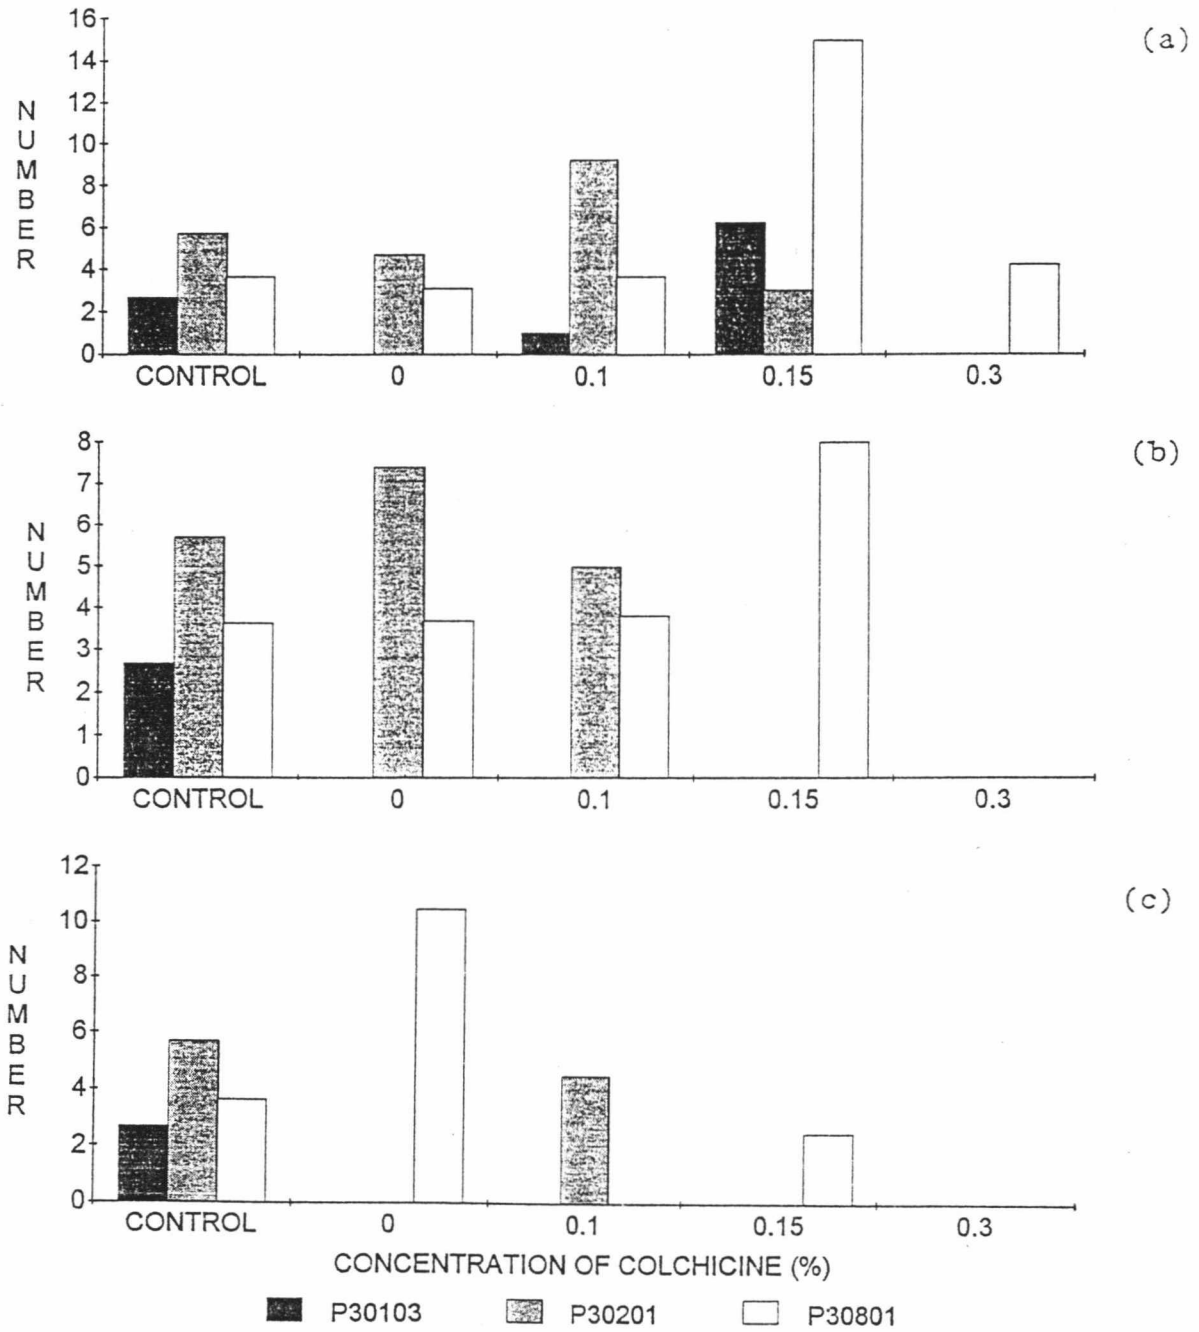 (a)
NUMBER
16
14
12
10
8
6
4
2
0
CONTROL 0 0.1 0.15 0.3
(b)
NUMBER
8
7
6
5
4
3
2
1
0
CONTROL 0 0.1 0.15 0.3
(c)
NUMBER
12
10
8
6
4
2
0
CONTROL 0 0.1 0.15 0.3
CONCENTRATION OF COLCHICINE (%)
P30103 P30201 P30801